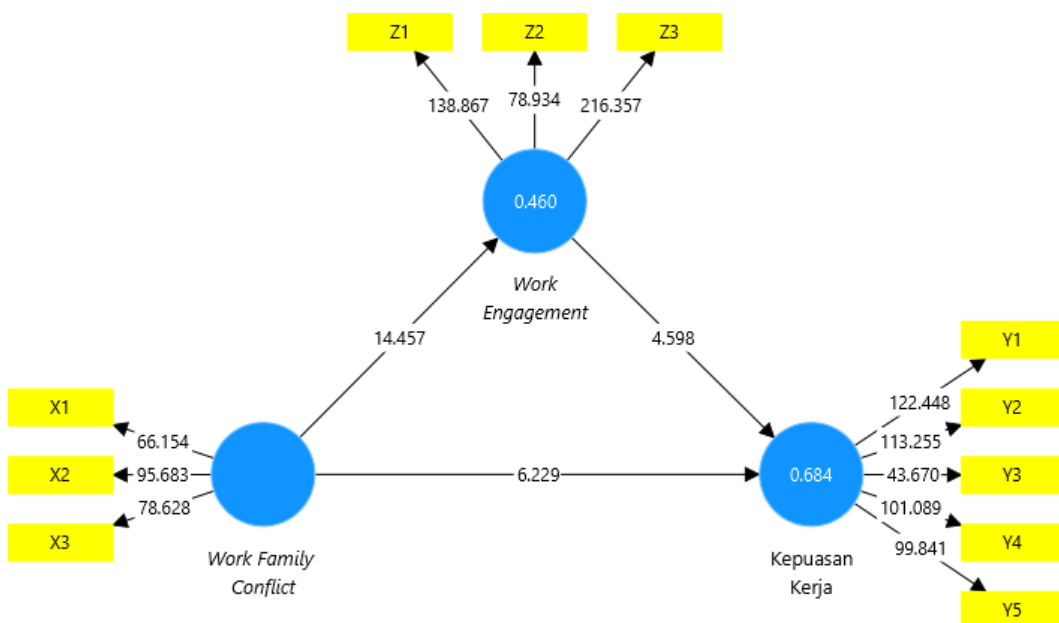 Z1 Z2 Z3
138.867 78.934 216.357
0.460
Work
Engagement
14.457 4.598
Y1
122.448
X1 Y2
66.154 113.255
X2 95.683 6.229 0.684 43.670 Y3
78.628 101.089
X3 Y4
99.841
Work Family
Conflict
Kepuasan
Kerja
Y5